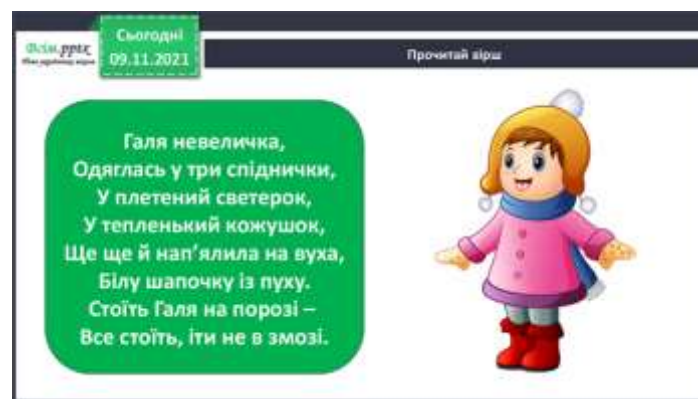 Всім.pptx
Сьогодні
09.11.2021
Прочитай вірш
Галя невеличка,
Одяглась у три спіднички,
У плетений светерок,
У тепленький кожушок,
Ще ще й нап’ялила на вуха,
Білу шапочку із пуху.
Стоїть Галя на порозі –
Все стоїть, іти не в змозі.